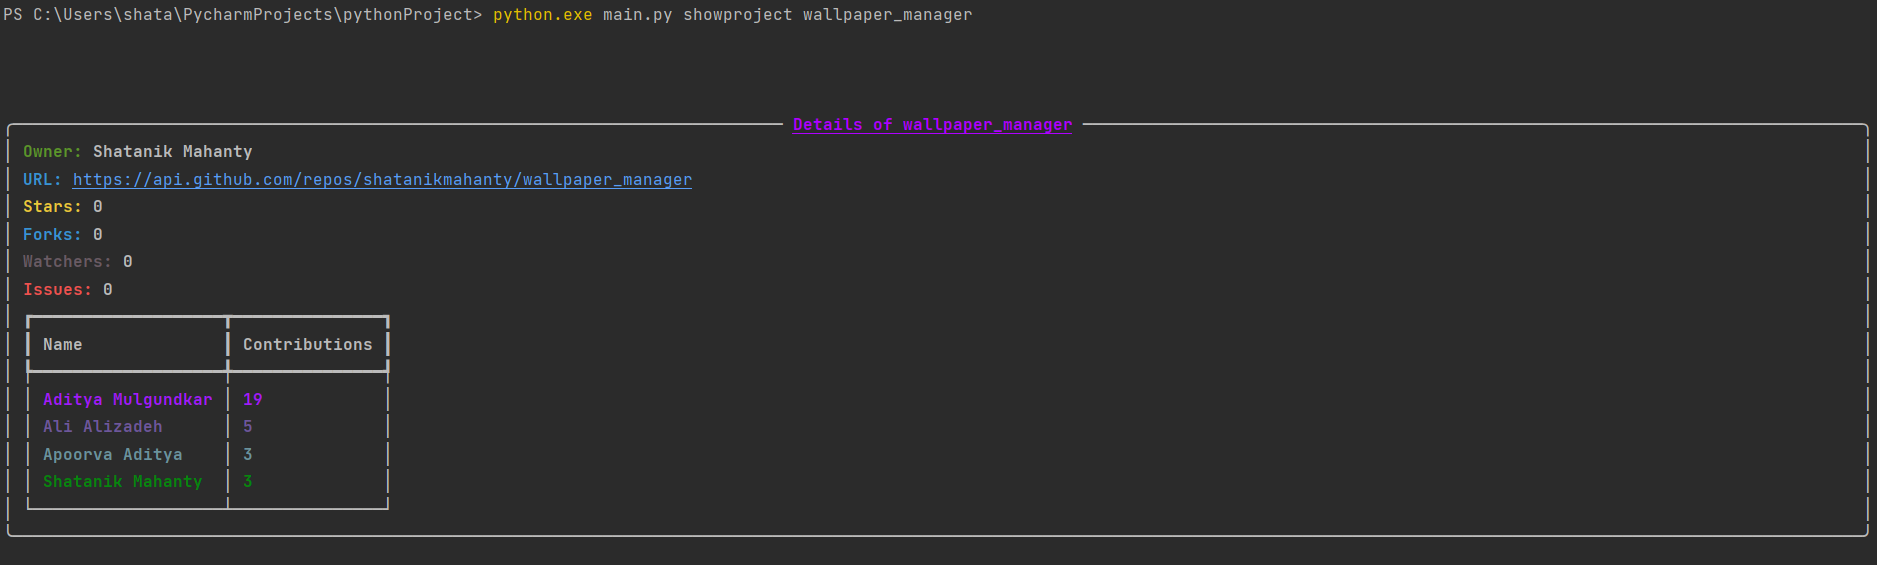 PS C:\Users\shata\PycharmProjects\pythonProject> python.exe main.py showproject wallpaper_manager
Details of wallpaper_manager
Owner: Shatanik Mahanty
URL: https://api.github.com/repos/shatanikmahanty/wallpaper_manager
Stars: 0
Forks: 0
Watchers: 0
Issues: 0
Name Contributions
Aditya Mulgundkar 19
Ali Alizadeh 5
Apoorva Aditya 3
Shatanik Mahanty 3